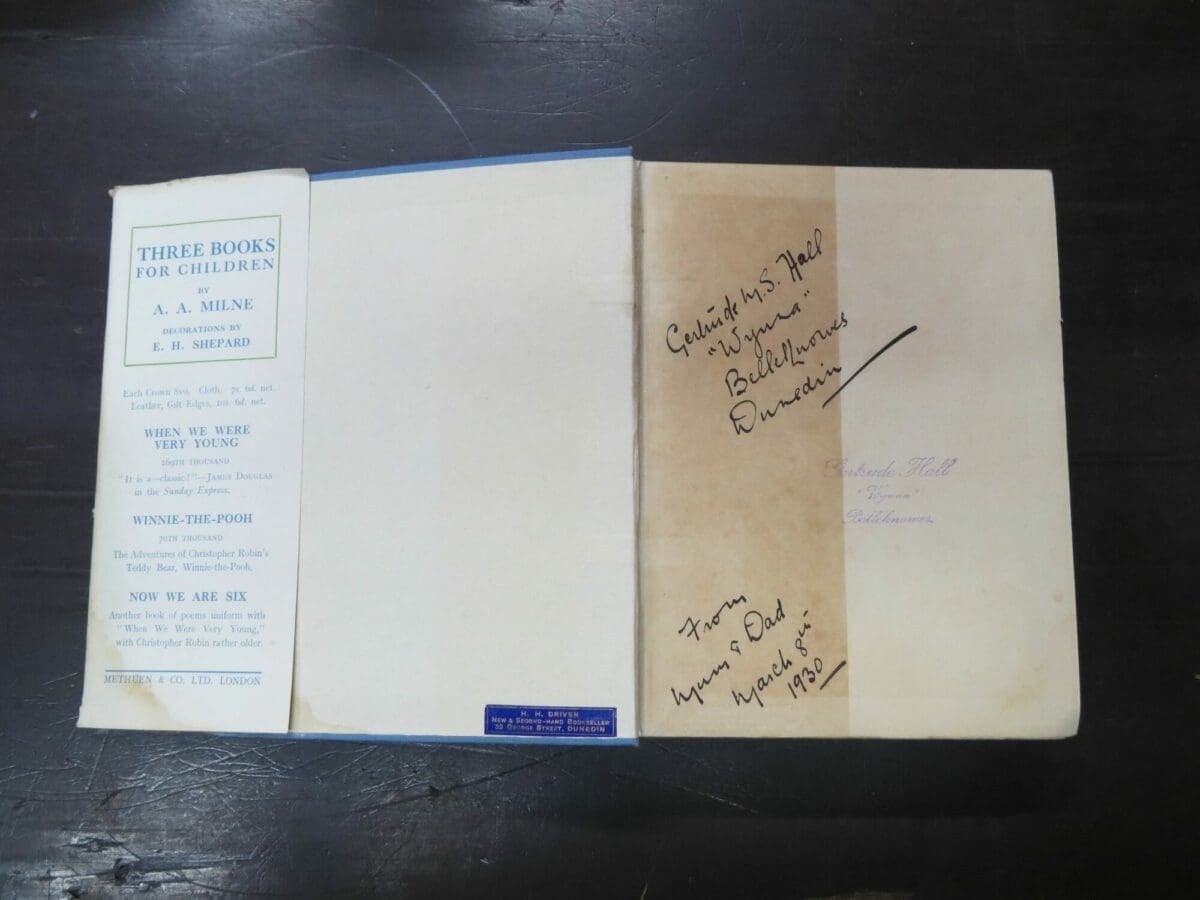 THREE BOOKS
FOR CHILDREN
BY
A. A. MILNE
DECORATIONS BY
E. H. SHEPARD
Each Crown 8vo. Cloth. 7s. 6d. net.
Leather, Gilt Edges, 10s. 6d. net.
WHEN WE WERE
VERY YOUNG
169TH THOUSAND
"It is a—classic!"—JAMES DOUGLAS
in the Sunday Express.
WINNIE-THE-POOH
70TH THOUSAND
The Adventures of Christopher Robin's
Teddy Bear, Winnie-the-Pooh.
NOW WE ARE SIX
Another book of poems uniform with
"When We Were Very Young,"
with Christopher Robin rather older.
METHUEN & CO. LTD. LONDON
H. H. DRIVER
NEW & SECOND-HAND BOOKSELLER
GEORGE STREET, DUNEDIN
Gertrude M. S. Hall
"Wynna"
Belleknowes
Dunedin
Gertrude Hall
"Wynna"
Belleknowes
From
Mum & Dad
March 8th
1930